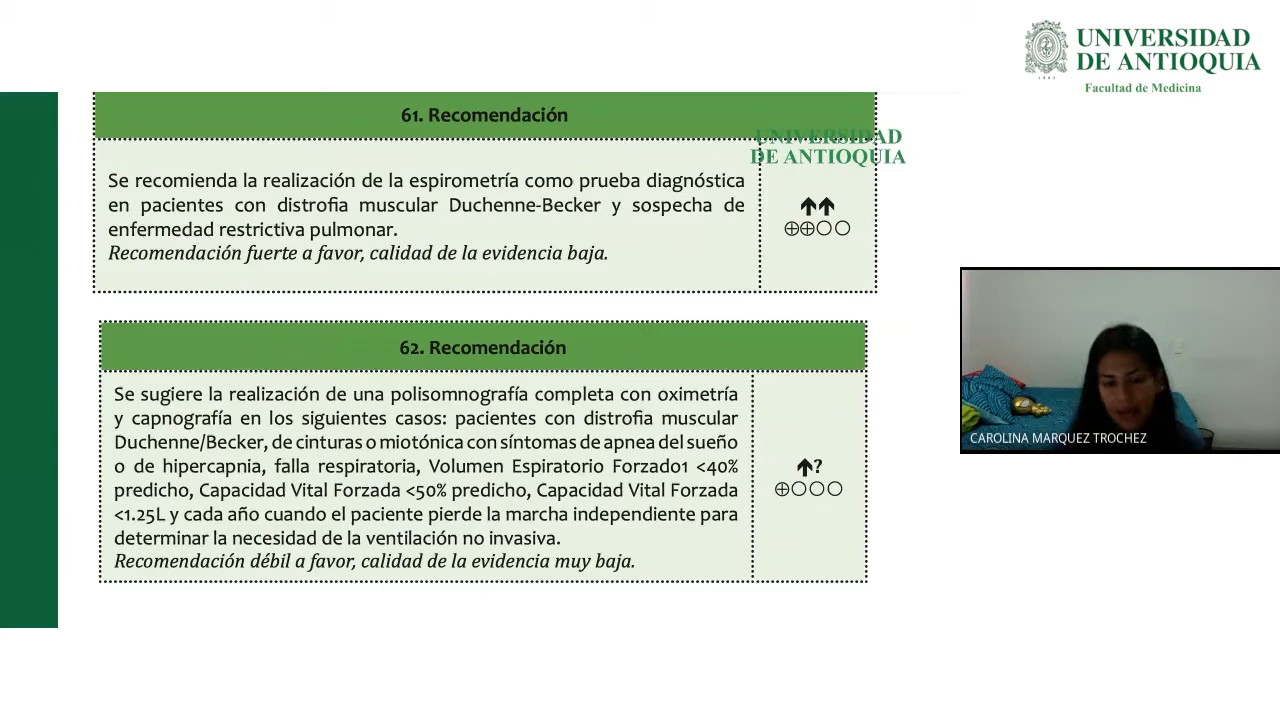 UNIVERSIDAD
DE ANTIOQUIA
1803
Facultad de Medicina
61. Recomendación
UNIVERSIDAD
DE ANTIOQUIA
Se recomienda la realización de la espirometría como prueba diagnóstica
en pacientes con distrofia muscular Duchenne-Becker y sospecha de
enfermedad restrictiva pulmonar.
Recomendación fuerte a favor, calidad de la evidencia baja.
62. Recomendación
Se sugiere la realización de una polisomnografía completa con oximetría
y capnografía en los siguientes casos: pacientes con distrofia muscular
Duchenne/Becker, de cinturas o miotónica con síntomas de apnea del sueño
o de hipercapnia, falla respiratoria, Volumen Espiratorio Forzado1 <40%
predicho, Capacidad Vital Forzada <50% predicho, Capacidad Vital Forzada
<1.25L y cada año cuando el paciente pierde la marcha independiente para
determinar la necesidad de la ventilación no invasiva.
Recomendación débil a favor, calidad de la evidencia muy baja.
?
CAROLINA MARQUEZ TROCHEZ